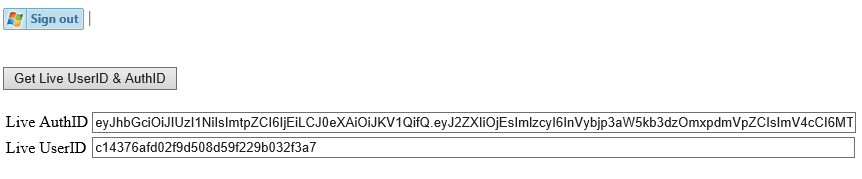 Sign out |
Get Live UserID & AuthID
Live AuthID eyJhbGciOiJIUzI1NiIsImtpZCI6IjEiLCJ0eXAiOiJKV1QifQ.eyJ2ZXIiOjEsImlzcyI6InVybjp3aW5kb3dzOmxpdmVpZCIsImV4cCI6MT
Live UserID c14376afd02f9d508d59f229b032f3a7